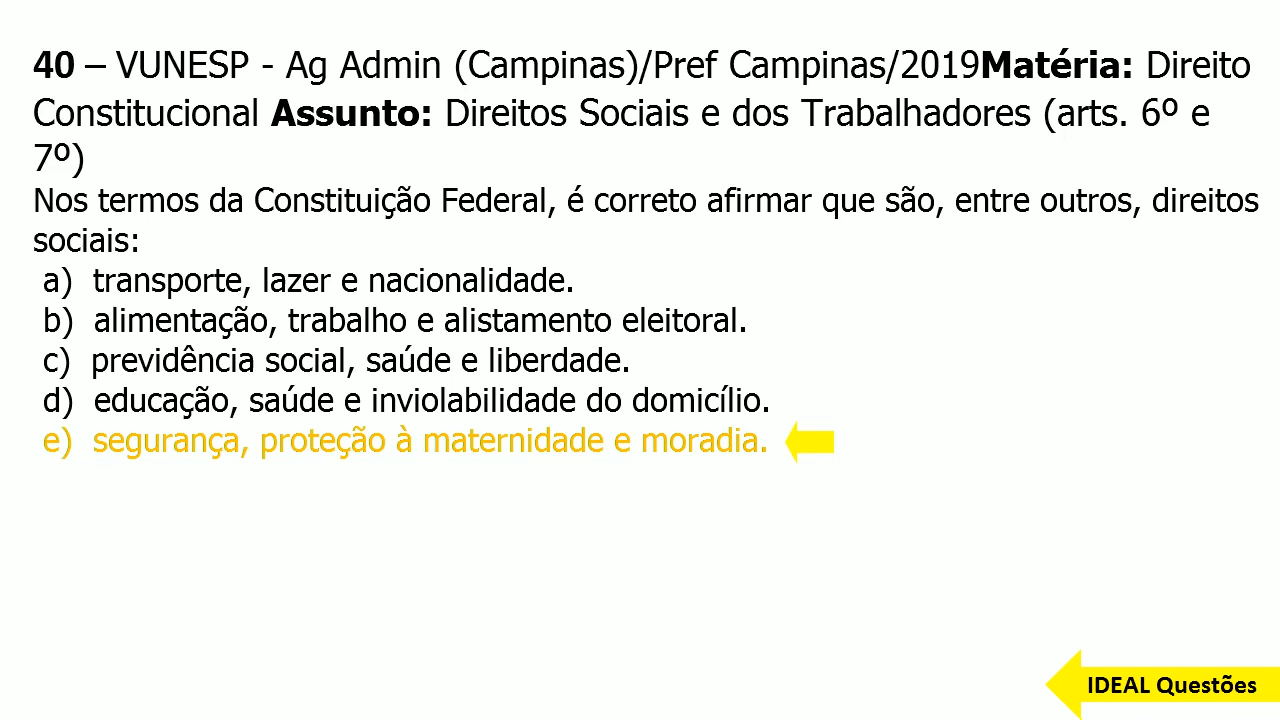 40 – VUNESP - Ag Admin (Campinas)/Pref Campinas/2019Matéria: Direito
Constitucional Assunto: Direitos Sociais e dos Trabalhadores (arts. 6º e
7º)
Nos termos da Constituição Federal, é correto afirmar que são, entre outros, direitos
sociais:
a) transporte, lazer e nacionalidade.
b) alimentação, trabalho e alistamento eleitoral.
c) previdência social, saúde e liberdade.
d) educação, saúde e inviolabilidade do domicílio.
e) segurança, proteção à maternidade e moradia.
IDEAL Questões